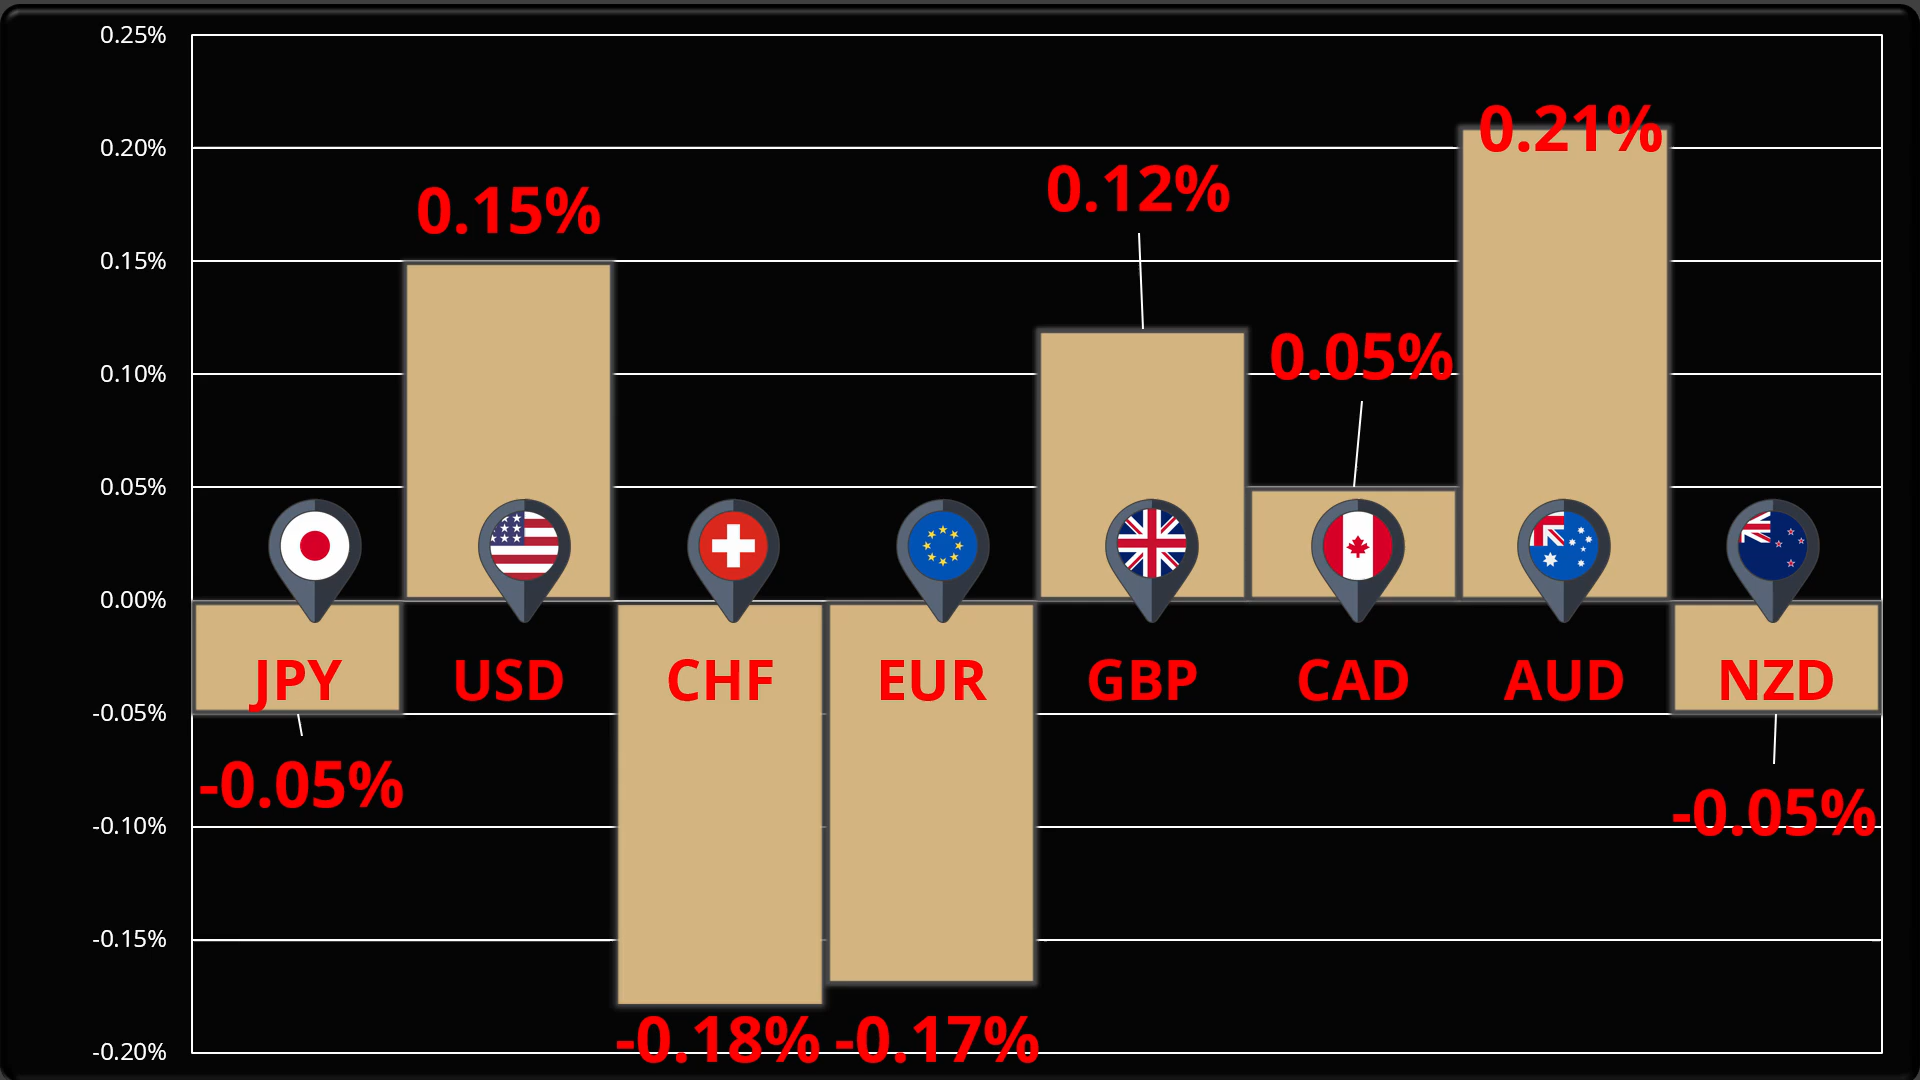 0.25%
0.20%
0.15%
0.10%
0.05%
0.00%
-0.05%
-0.10%
-0.15%
-0.20%
0.15%
0.12%
0.05%
0.21%
JPY
USD
CHF
EUR
GBP
CAD
AUD
NZD
-0.05%
-0.18%
-0.17%
-0.05%